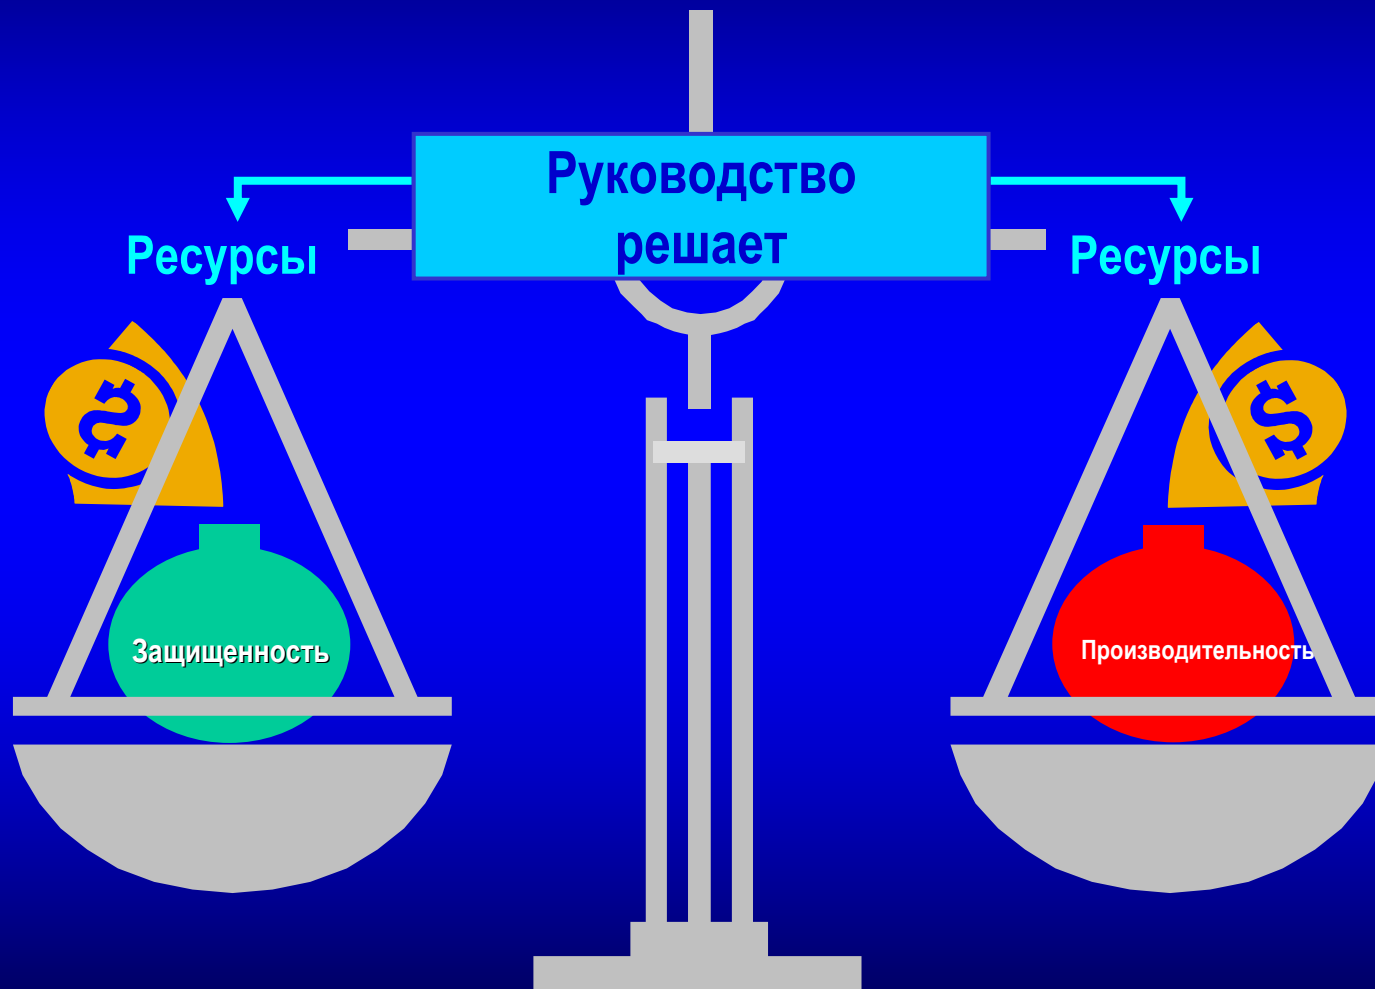 Руководство
решает
Ресурсы
Ресурсы
$
$
Защищенность
Производительность